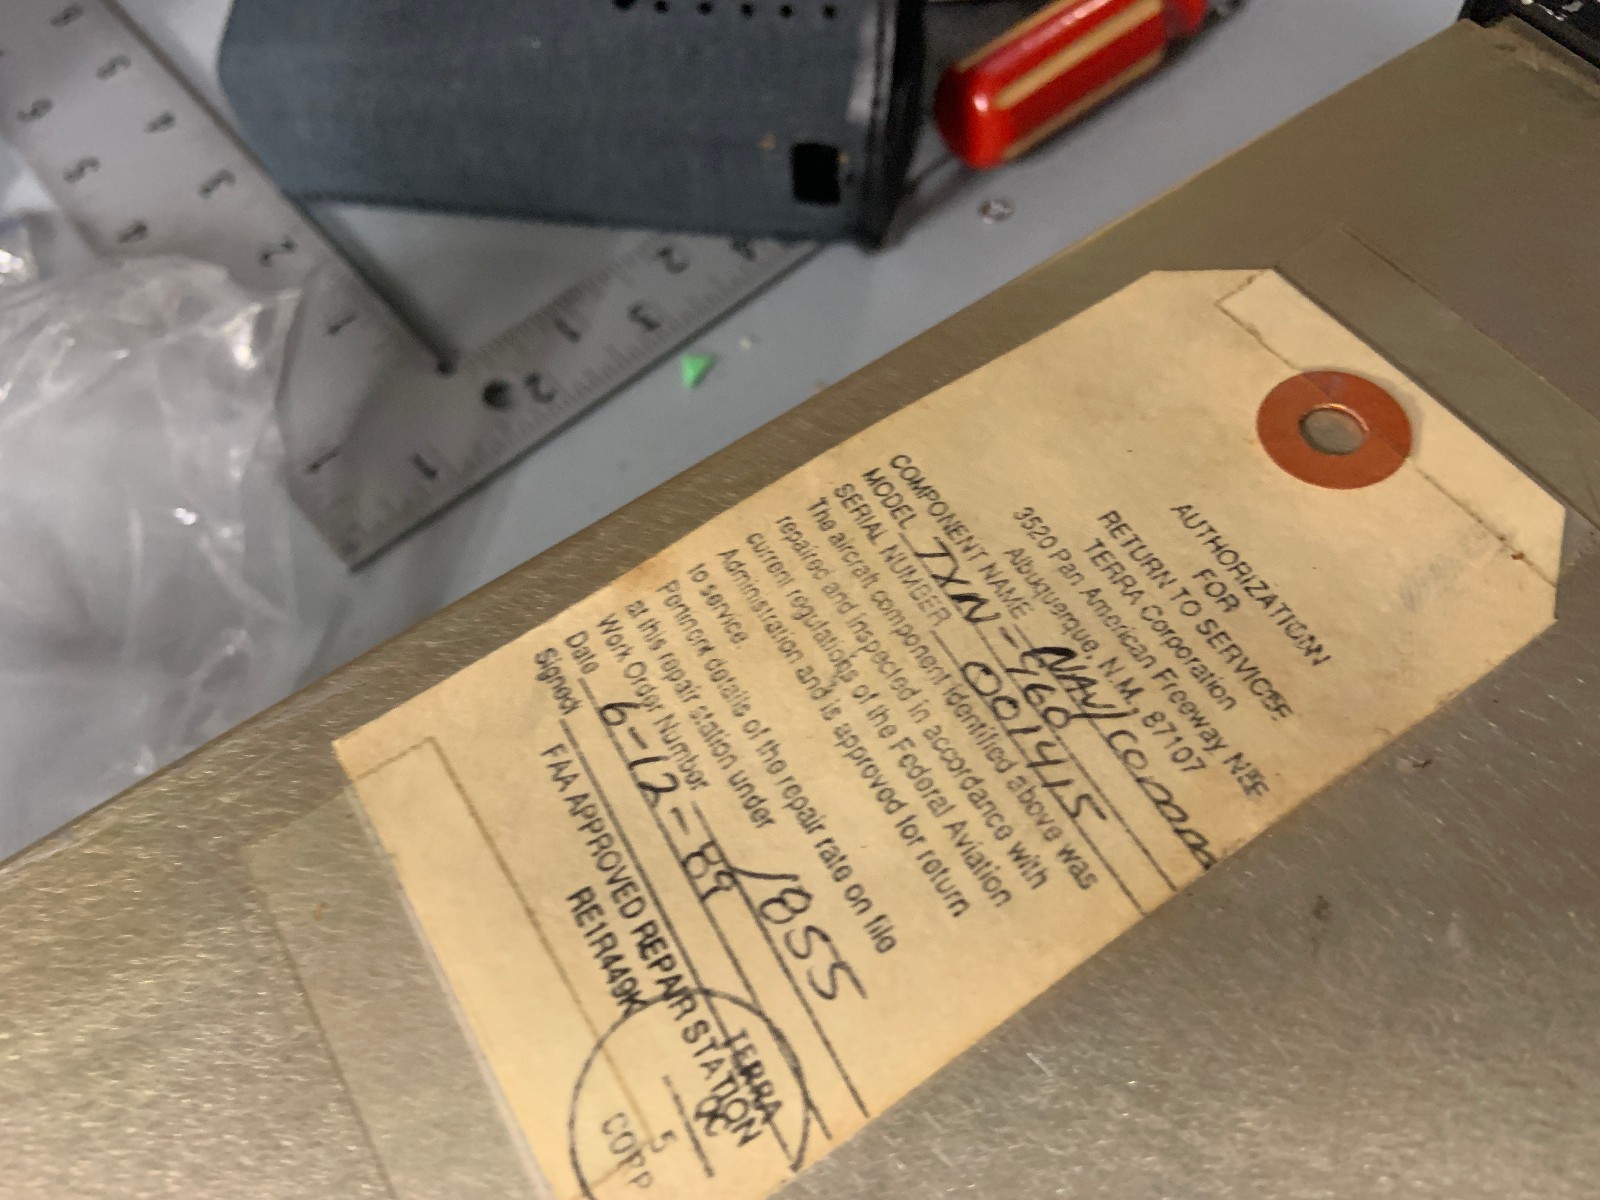 AUTHORIZATION
FOR
RETURN TO SERVICE
TERRA Corporation
3520 Pan American Freeway NE
Albuquerque, N.M. 87107
COMPONENT NAME NAV/comm
MODEL TXN-960
SERIAL NUMBER 001415
The aircraft component identified above was
repaired and inspected in accordance with
current regulations of the Federal Aviation
Administration and is approved for return
to service.
Pertinent details of the repair rate on file
at this repair station under
Work Order Number 1855
Date 6-12-89
Signed
FAA APPROVED REPAIR STATION
RE1R449K
TERRA
QC
5
CORP